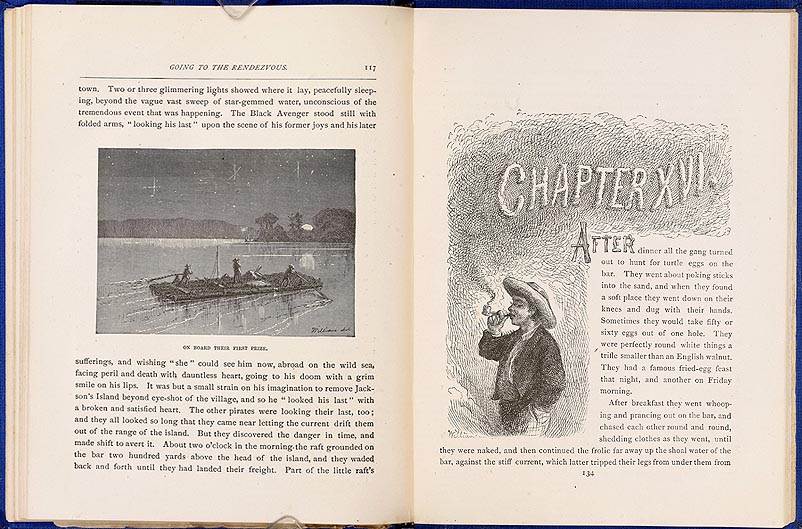 GOING TO THE RENDEZVOUS.
117
town. Two or three glimmering lights showed where it lay, peacefully sleep-
ing, beyond the vague vast sweep of star-gemmed water, unconscious of the
tremendous event that was happening. The Black Avenger stood still with
folded arms, "looking his last" upon the scene of his former joys and his later
Williams del
ON BOARD THEIR FIRST PRIZE.
sufferings, and wishing "she" could see him now, abroad on the wild sea,
facing peril and death with dauntless heart, going to his doom with a grim
smile on his lips. It was but a small strain on his imagination to remove Jack-
son's Island beyond eye-shot of the village, and so he "looked his last" with
a broken and satisfied heart. The other pirates were looking their last, too;
and they all looked so long that they came near letting the current drift them
out of the range of the island. But they discovered the danger in time, and
made shift to avert it. About two o'clock in the morning the raft grounded on
the bar two hundred yards above the head of the island, and they waded
back and forth until they had landed their freight. Part of the little raft's
CHAPTER XVI.
AFTER dinner all the gang turned
out to hunt for turtle eggs on the
bar. They went about poking sticks
into the sand, and when they found
a soft place they went down on their
knees and dug with their hands.
Sometimes they would take fifty or
sixty eggs out of one hole. They
were perfectly round white things a
trifle smaller than an English walnut.
They had a famous fried-egg feast
that night, and another on Friday
morning.
After breakfast they went whoop-
ing and prancing out on the bar, and
chased each other round and round,
shedding clothes as they went, until
they were naked, and then continued the frolic far away up the shoal water of the
bar, against the stiff current, which latter tripped their legs from under them from
134